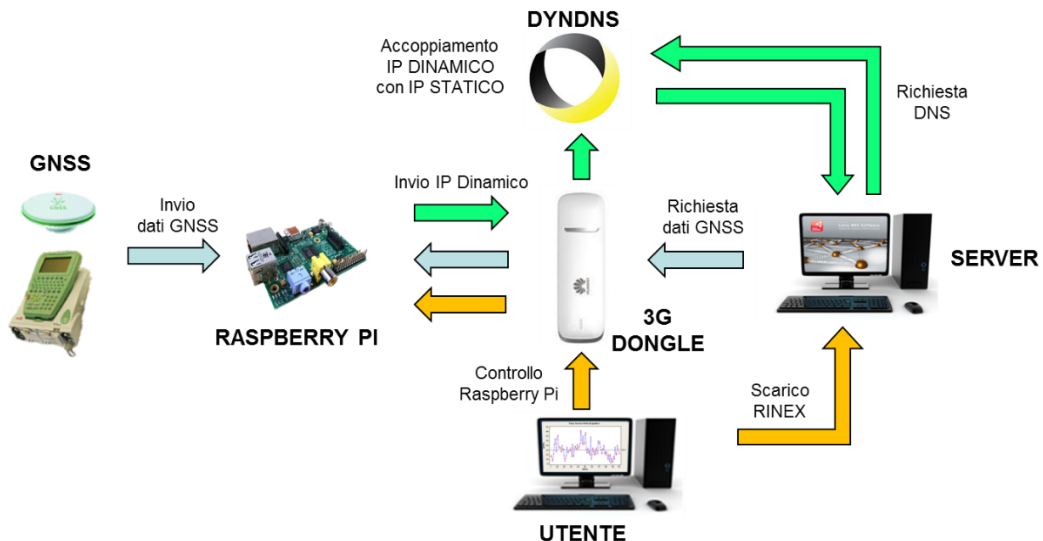 DYNDNS
Accoppiamento
IP DINAMICO
con IP STATICO
Richiesta
DNS
GNSS
Invio
dati GNSS
Invio IP Dinamico
Richiesta
dati GNSS
SERVER
RASPBERRY PI
3G
DONGLE
Controllo
Raspberry Pi
Scarico
RINEX
UTENTE